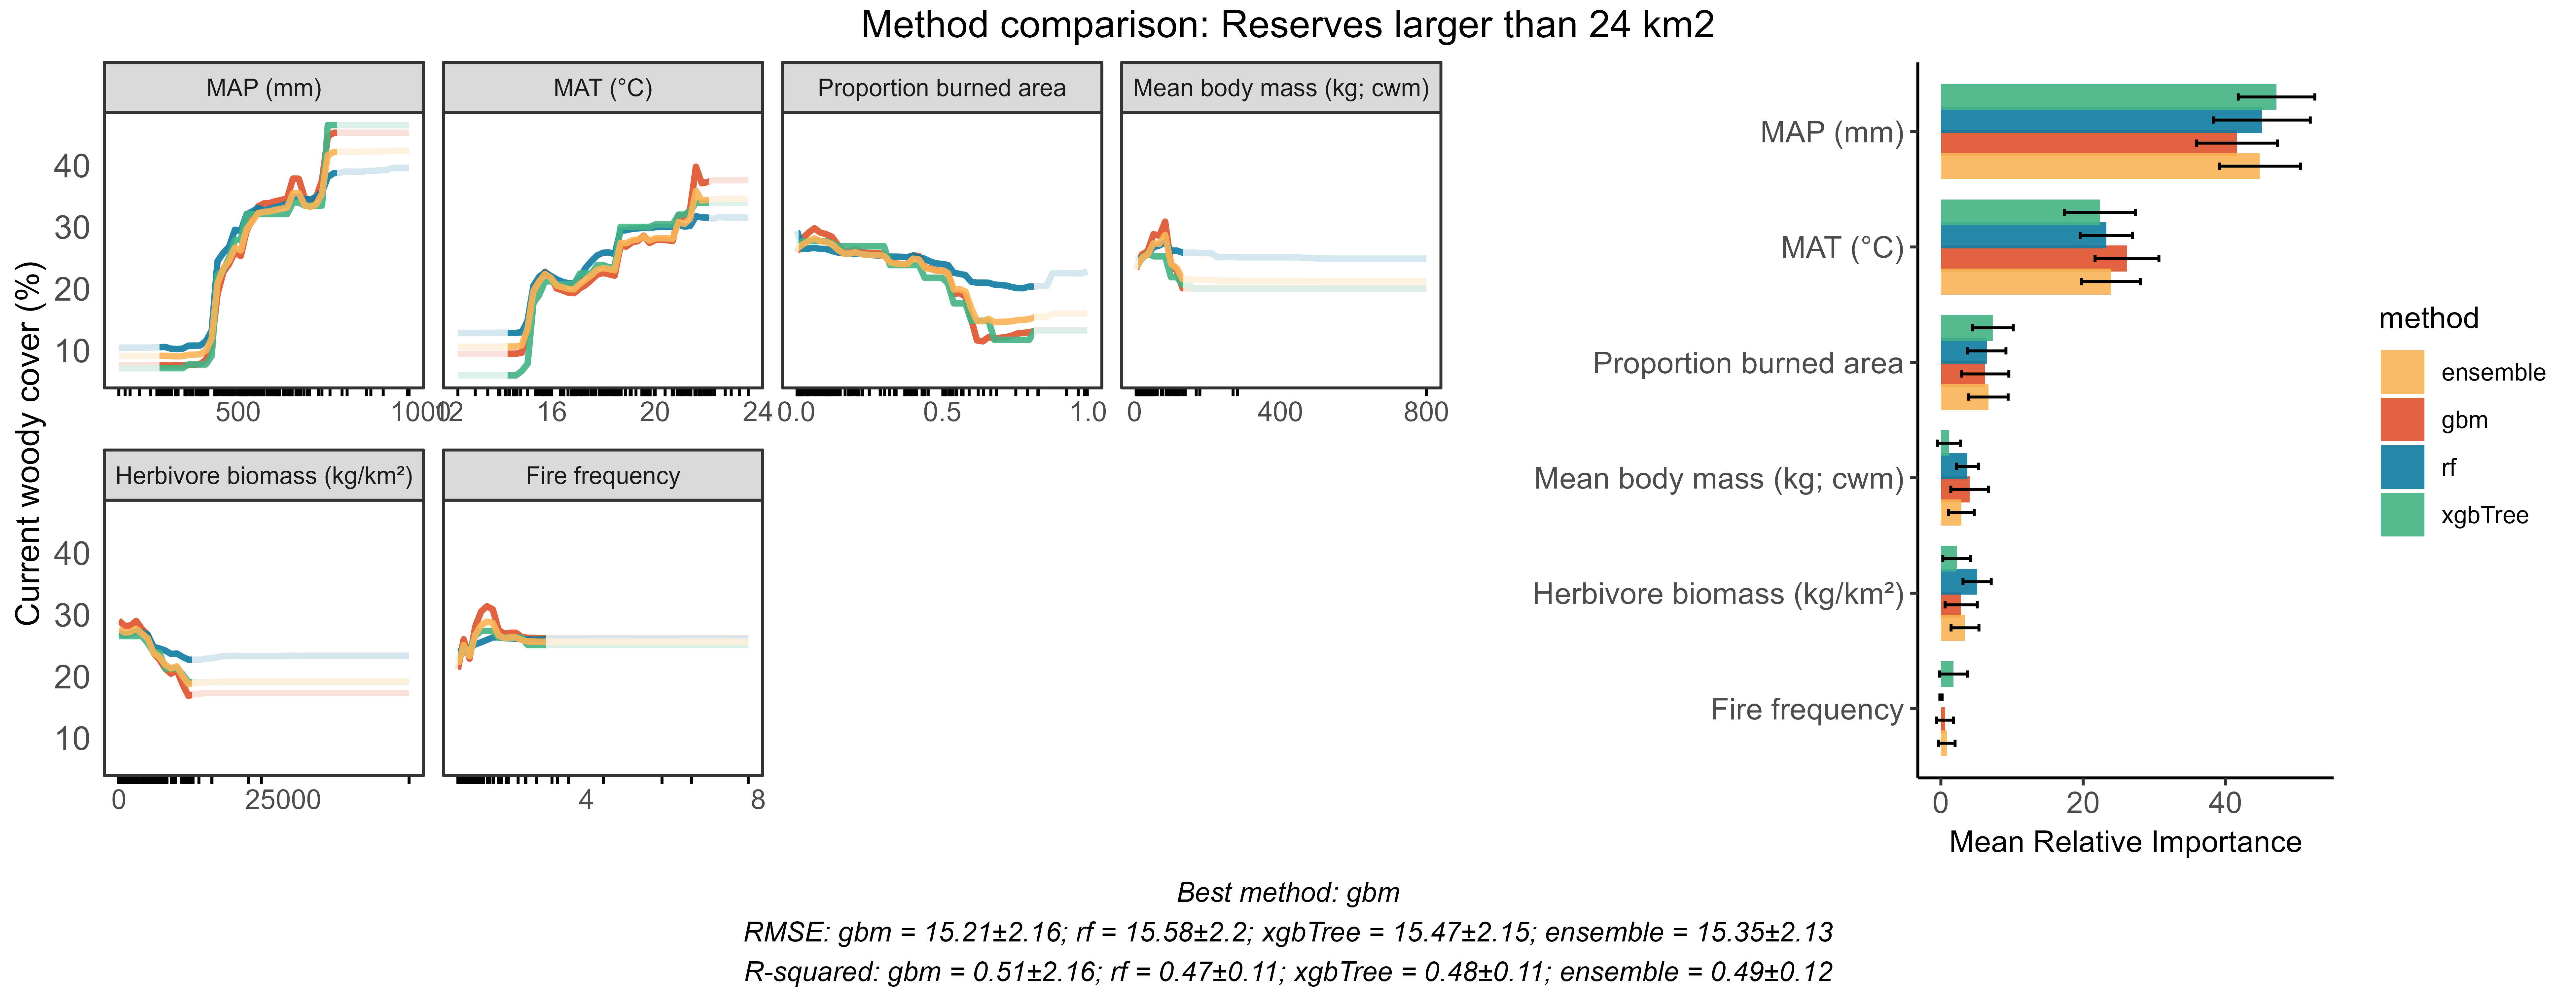 Method comparison: Reserves larger than 24 km2
MAP (mm)
MAT (°C)
Proportion burned area
Mean body mass (kg; cwm)
Current woody cover (%)
40
30
20
10
500
1000
12
16
20
24
0.0
0.5
1.0
0
400
800
Herbivore biomass (kg/km²)
Fire frequency
40
30
20
10
0
25000
4
8
MAP (mm)
MAT (°C)
Proportion burned area
Mean body mass (kg; cwm)
Herbivore biomass (kg/km²)
Fire frequency
0
20
40
Mean Relative Importance
method
ensemble
gbm
rf
xgbTree
Best method: gbm
RMSE: gbm = 15.21±2.16; rf = 15.58±2.2; xgbTree = 15.47±2.15; ensemble = 15.35±2.13
R-squared: gbm = 0.51±2.16; rf = 0.47±0.11; xgbTree = 0.48±0.11; ensemble = 0.49±0.12